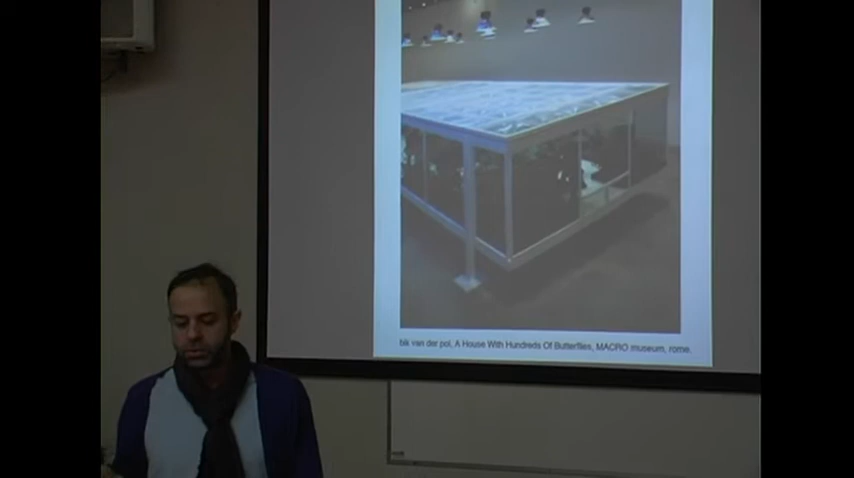 bik van der pol, A House With Hundreds Of Butterflies, MACRO museum, rome.